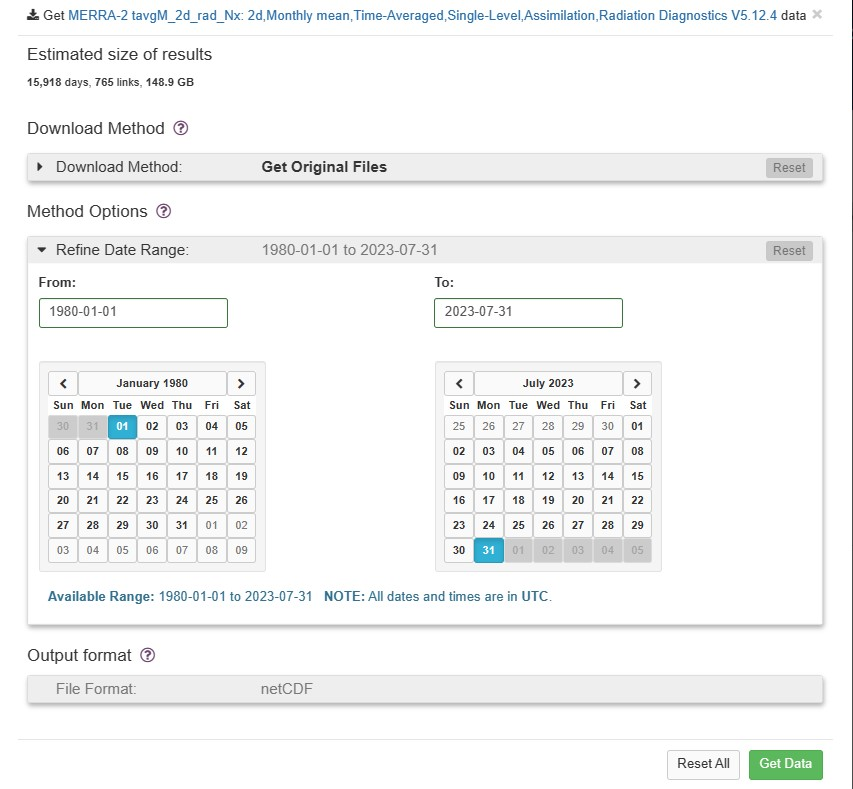 Get MERRA-2 tavgM_2d_rad_Nx: 2d,Monthly mean,Time-Averaged,Single-Level,Assimilation,Radiation Diagnostics V5.12.4 data ×
Estimated size of results
15,918 days, 765 links, 148.9 GB
Download Method ?
Download Method: Get Original Files Reset
Method Options ?
Refine Date Range: 1980-01-01 to 2023-07-31 Reset
From: To:
1980-01-01 2023-07-31
January 1980
Sun Mon Tue Wed Thu Fri Sat
30 31 01 02 03 04 05
06 07 08 09 10 11 12
13 14 15 16 17 18 19
20 21 22 23 24 25 26
27 28 29 30 31 01 02
03 04 05 06 07 08 09
July 2023
Sun Mon Tue Wed Thu Fri Sat
25 26 27 28 29 30 01
02 03 04 05 06 07 08
09 10 11 12 13 14 15
16 17 18 19 20 21 22
23 24 25 26 27 28 29
30 31 01 02 03 04 05
Available Range: 1980-01-01 to 2023-07-31 NOTE: All dates and times are in UTC.
Output format ?
File Format: netCDF
Reset All Get Data